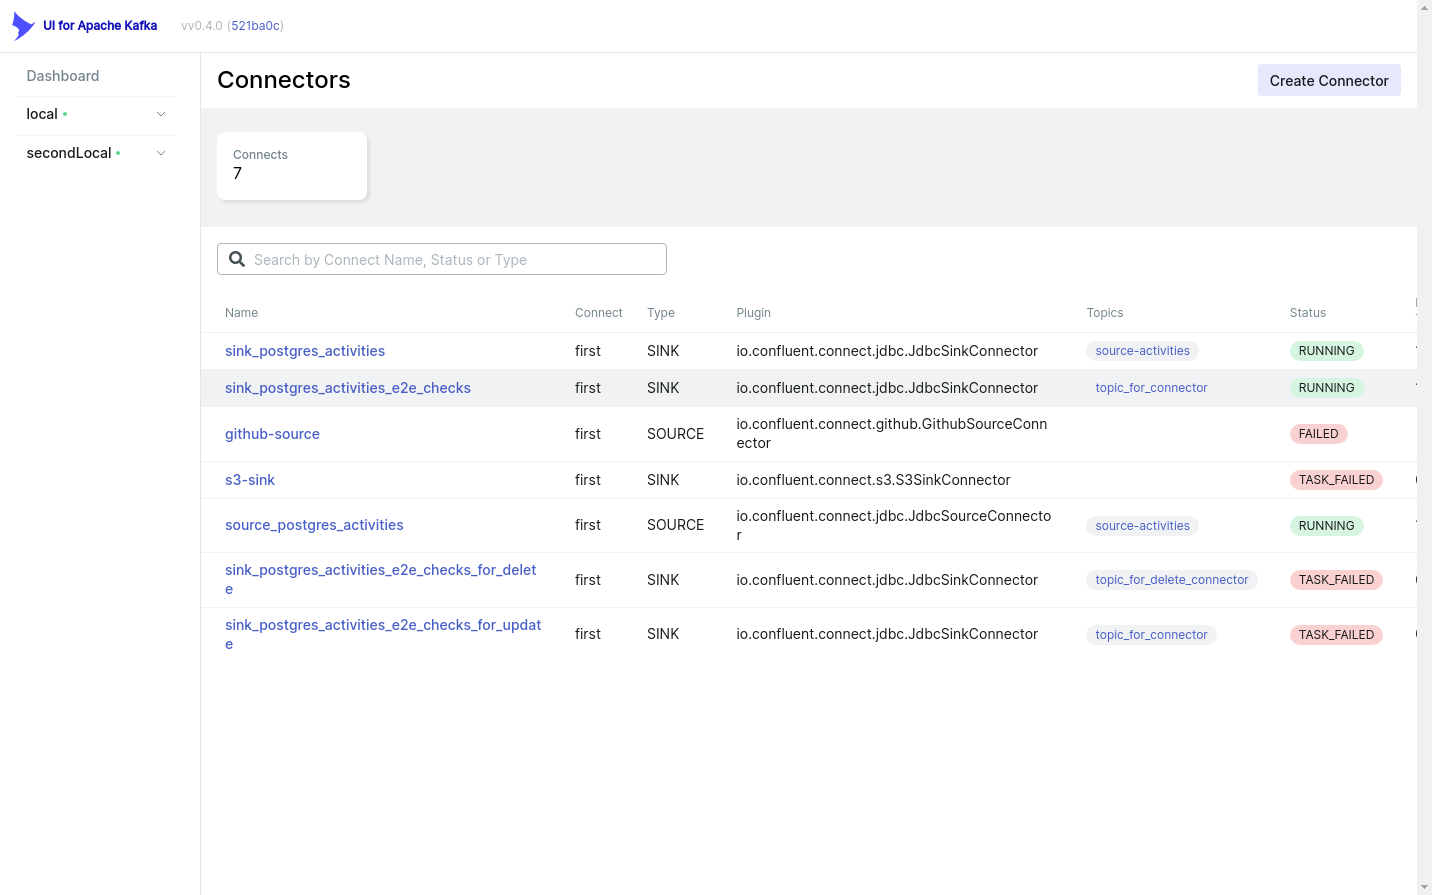 UI for Apache Kafka vv0.4.0 (521ba0c)
Dashboard
local
secondLocal
Connectors
Create Connector
Connects
7
Search by Connect Name, Status or Type
Name Connect Type Plugin Topics Status
sink_postgres_activities first SINK io.confluent.connect.jdbc.JdbcSinkConnector source-activities RUNNING
sink_postgres_activities_e2e_checks first SINK io.confluent.connect.jdbc.JdbcSinkConnector topic_for_connector RUNNING
github-source first SOURCE io.confluent.connect.github.GithubSourceConn FAILED
ector
s3-sink first SINK io.confluent.connect.s3.S3SinkConnector TASK_FAILED
source_postgres_activities first SOURCE io.confluent.connect.jdbc.JdbcSourceConnecto source-activities RUNNING
r
sink_postgres_activities_e2e_checks_for_delet first SINK io.confluent.connect.jdbc.JdbcSinkConnector topic_for_delete_connector TASK_FAILED
e
sink_postgres_activities_e2e_checks_for_updat first SINK io.confluent.connect.jdbc.JdbcSinkConnector topic_for_connector TASK_FAILED
e